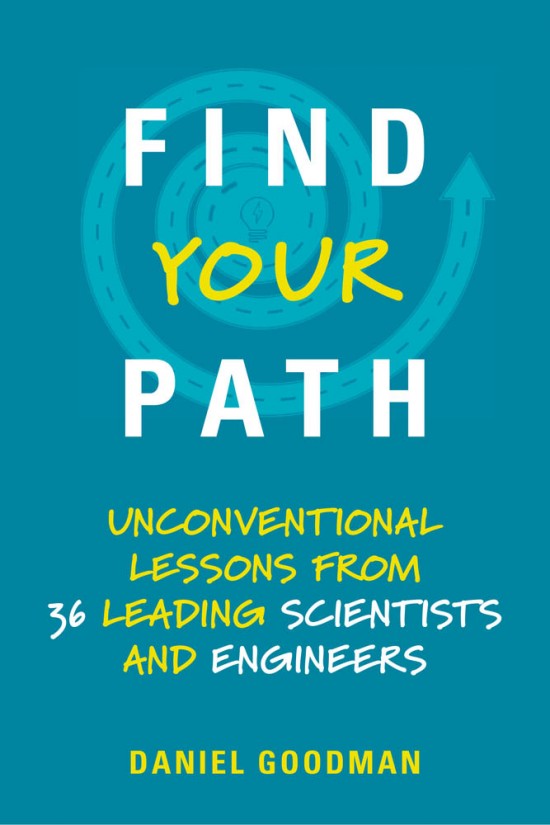 FIND
YOUR
PATH
UNCONVENTIONAL
LESSONS FROM
36 LEADING SCIENTISTS
AND ENGINEERS
DANIEL GOODMAN